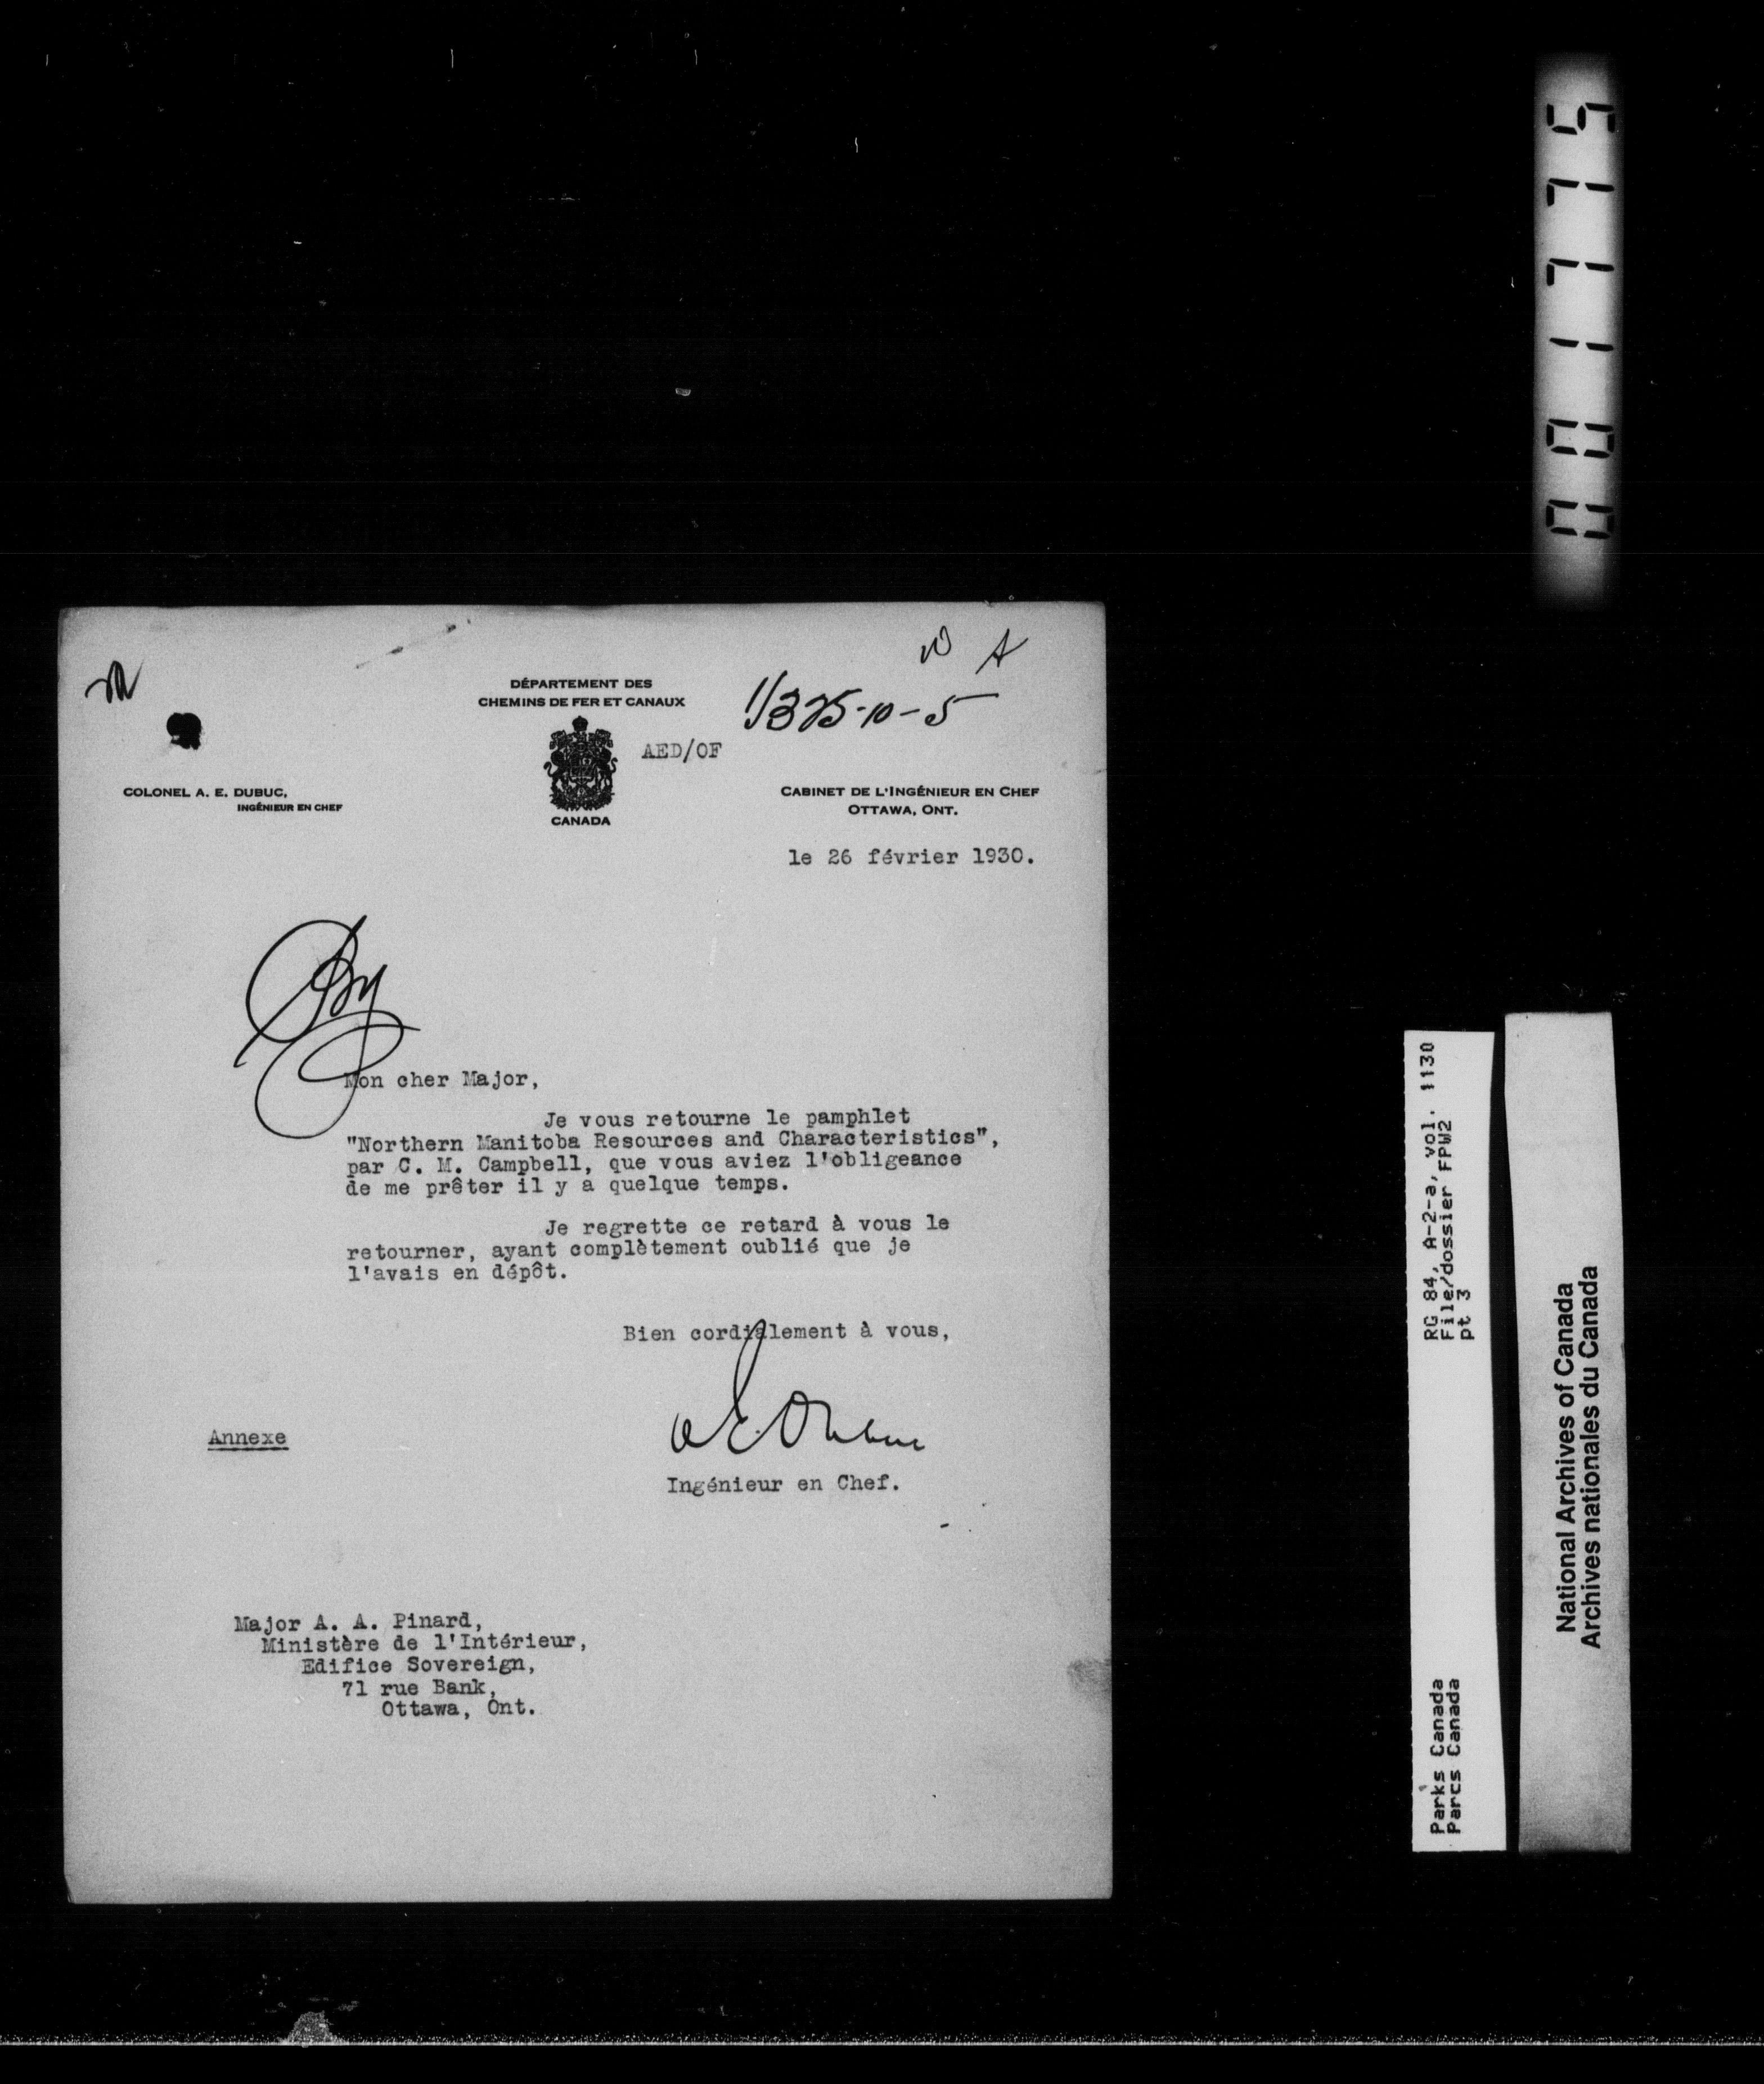 DÉPARTEMENT DES
CHEMINS DE FER ET CANAUX
11325-10-5
AED/OF
COLONEL A. E. DUBUC,
INGÉNIEUR EN CHEF
CANADA
CABINET DE L'INGÉNIEUR EN CHEF
OTTAWA, ONT.
le 26 février 1930.
Mon cher Major,
Je vous retourne le pamphlet
"Northern Manitoba Resources and Characteristics",
par C. M. Campbell, que vous aviez l'obligeance
de me prêter il y a quelque temps.
Je regrette ce retard à vous le
retourner, ayant complètement oublié que je
l'avais en dépôt.
Bien cordialement à vous,
A. E. Dubuc
Annexe
Ingénieur en Chef.
Major A. A. Pinard,
Ministère de l'Intérieur,
Edifice Sovereign,
71 rue Bank,
Ottawa, Ont.
RG 84, A-2-a, vol. 1130
File/dossier FPW2
pt 3
Parks Canada
Parcs Canada
National Archives of Canada
Archives nationales du Canada